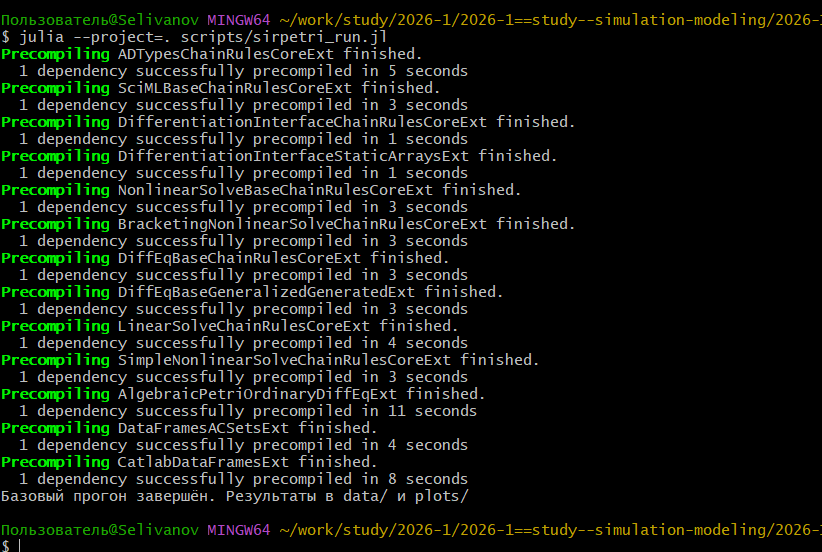 Пользователь@Selivanov MINGW64 ~/work/study/2026-1/2026-1==study--simulation-modeling/2026-
$ julia --project=. scripts/sirpetri_run.jl
Precompiling ADTypesChainRulesCoreExt finished.
1 dependency successfully precompiled in 5 seconds
Precompiling SciMLBaseChainRulesCoreExt finished.
1 dependency successfully precompiled in 3 seconds
Precompiling DifferentiationInterfaceChainRulesCoreExt finished.
1 dependency successfully precompiled in 1 seconds
Precompiling DifferentiationInterfaceStaticArraysExt finished.
1 dependency successfully precompiled in 1 seconds
Precompiling NonlinearSolveBaseChainRulesCoreExt finished.
1 dependency successfully precompiled in 3 seconds
Precompiling BracketingNonlinearSolveChainRulesCoreExt finished.
1 dependency successfully precompiled in 3 seconds
Precompiling DiffEqBaseChainRulesCoreExt finished.
1 dependency successfully precompiled in 3 seconds
Precompiling DiffEqBaseGeneralizedGeneratedExt finished.
1 dependency successfully precompiled in 3 seconds
Precompiling LinearSolveChainRulesCoreExt finished.
1 dependency successfully precompiled in 4 seconds
Precompiling SimpleNonlinearSolveChainRulesCoreExt finished.
1 dependency successfully precompiled in 3 seconds
Precompiling AlgebraicPetriOrdinaryDiffEqExt finished.
1 dependency successfully precompiled in 11 seconds
Precompiling DataFramesACSetsExt finished.
1 dependency successfully precompiled in 4 seconds
Precompiling CatlabDataFramesExt finished.
1 dependency successfully precompiled in 8 seconds
Базовый прогон завершён. Результаты в data/ и plots/
Пользователь@Selivanov MINGW64 ~/work/study/2026-1/2026-1==study--simulation-modeling/2026-
$